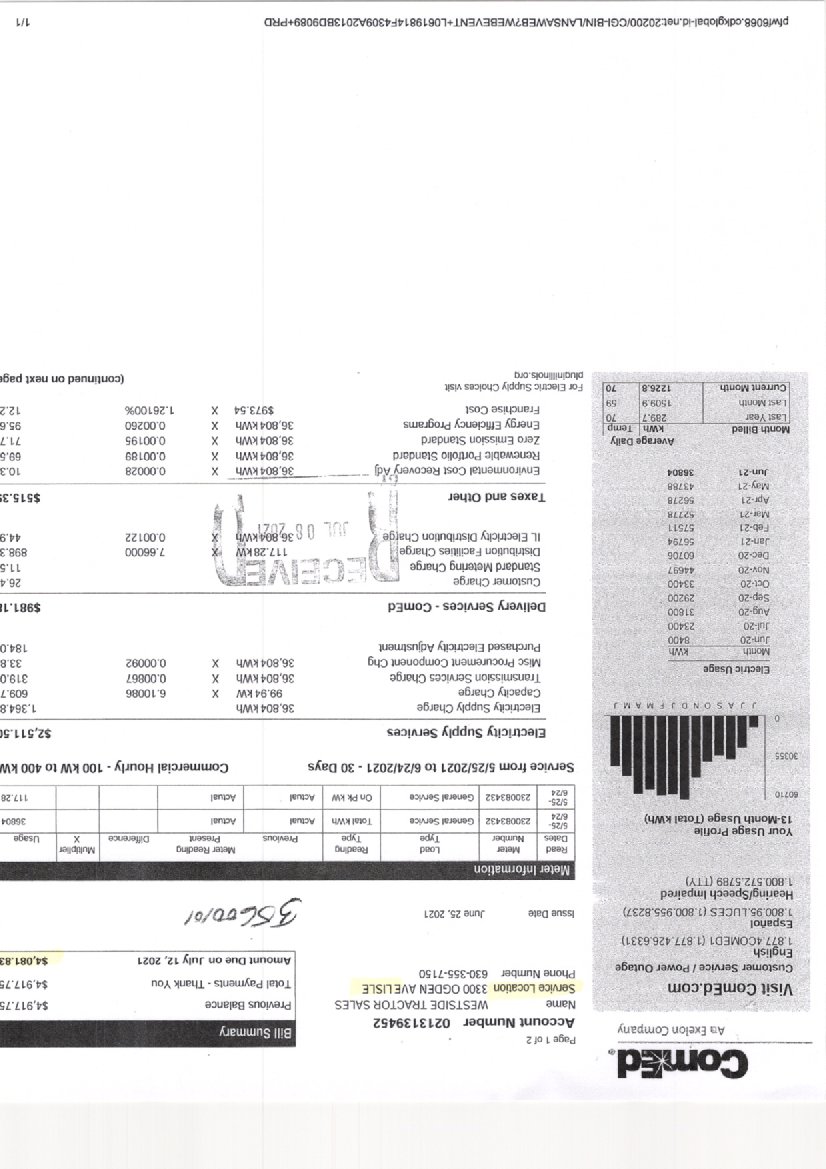 ComEd.
An Exelon Company
Visit ComEd.com
Customer Service / Power Outage
English
1.877.4COMED1 (1.877.426.6331)
Español
1.800.95.LUCES (1.800.955.8237)
Hearing/Speech Impaired
1.800.572.5789 (TTY)
Your Usage Profile
13-Month Usage (Total kWh)
60710
30355
0
J J A S O N D J F M A M J
Electric Usage
Month kWh
Jun-20 8400
Jul-20 23400
Aug-20 31800
Sep-20 29200
Oct-20 33400
Nov-20 44697
Dec-20 60706
Jan-21 56794
Feb-21 57511
Mar-21 52778
Apr-21 56278
May-21 43788
Jun-21 36804
Average Daily
Month Billed kWh Temp
Last Year 289.7 70
Last Month 1509.9 59
Current Month 1226.8 70
Page 1 of 2
Account Number 0213139452
Name WESTSIDE TRACTOR SALES
Service Location 3300 OGDEN AVE LISLE
Phone Number 630-355-7150
Issue Date June 25, 2021
Bill Summary
Previous Balance $4,917.75
Total Payments - Thank You $4,917.75
Amount Due on July 12, 2021 $4,081.83
35600/01
Meter Information
Read Dates Meter Number Load Type Reading Type Previous Meter Reading Present Difference Multiplier X Usage
5/25-6/24 230083432 General Service Total kWh Actual Actual 36804
5/25-6/24 230083432 General Service On Pk kW Actual Actual 117.28
Service from 5/25/2021 to 6/24/2021 - 30 Days Commercial Hourly - 100 kW to 400 kW
Electricity Supply Services $2,511.50
Electricity Supply Charge 36,804 kWh 1,364.8
Capacity Charge 99.94 kW X 6.10086 609.7
Transmission Services Charge 36,804 kWh X 0.00867 319.0
Misc Procurement Component Chg 36,804 kWh X 0.00092 33.8
Purchased Electricity Adjustment 184.0
Delivery Services - ComEd $981.18
Customer Charge 26.4
Standard Metering Charge 11.5
Distribution Facilities Charge 117.28 kW X 7.66000 898.3
IL Electricity Distribution Charge 36,804 kWh X 0.00122 44.9
RECEIVED
JUL 08 2021
Taxes and Other $515.39
Environmental Cost Recovery Adj 36,804 kWh X 0.00028 10.3
Renewable Portfolio Standard 36,804 kWh X 0.00189 69.5
Zero Emission Standard 36,804 kWh X 0.00195 71.7
Energy Efficiency Programs 36,804 kWh X 0.00260 95.6
Franchise Cost $973.54 X 1.26100% 12.2
For Electric Supply Choices visit
pluginillinois.org
(continued on next page
pfwf6068.cdkglobal-id.net:20200/CGI-BIN/LANSAWEB?WEBEVENT+L0619814F4309A2013BD9089+PRD 1/1